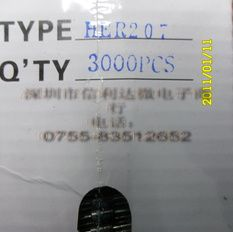 TYPE HER207
Q'TY 3000PCS
深圳市信利达微电子商
行
电话：
0755-83512652
2011/01/11